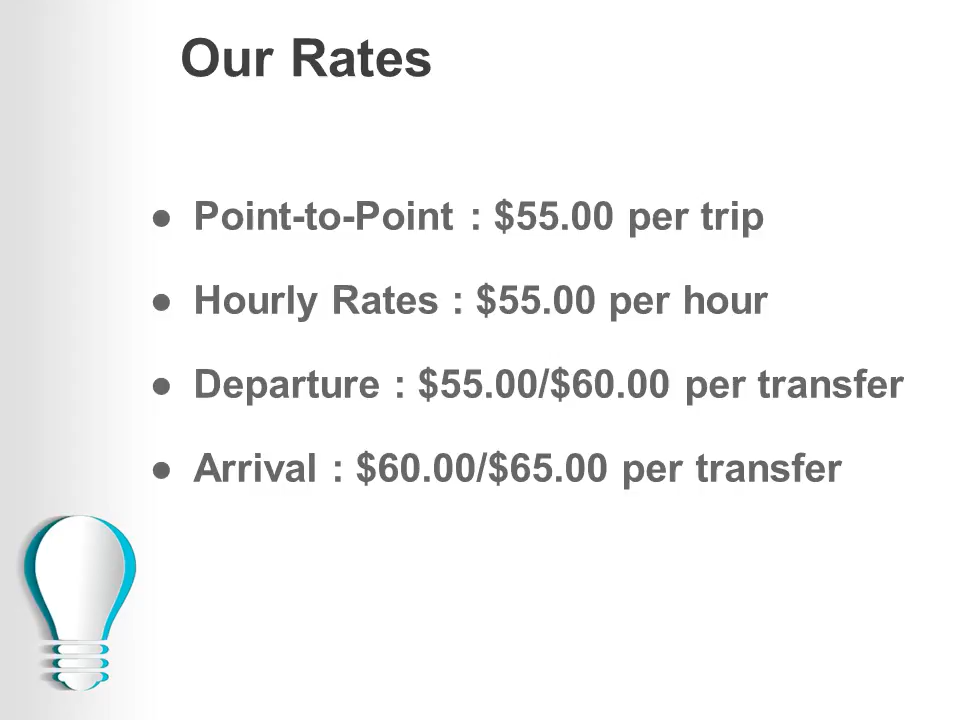 Our Rates
● Point-to-Point : $55.00 per trip
● Hourly Rates : $55.00 per hour
● Departure : $55.00/$60.00 per transfer
● Arrival : $60.00/$65.00 per transfer